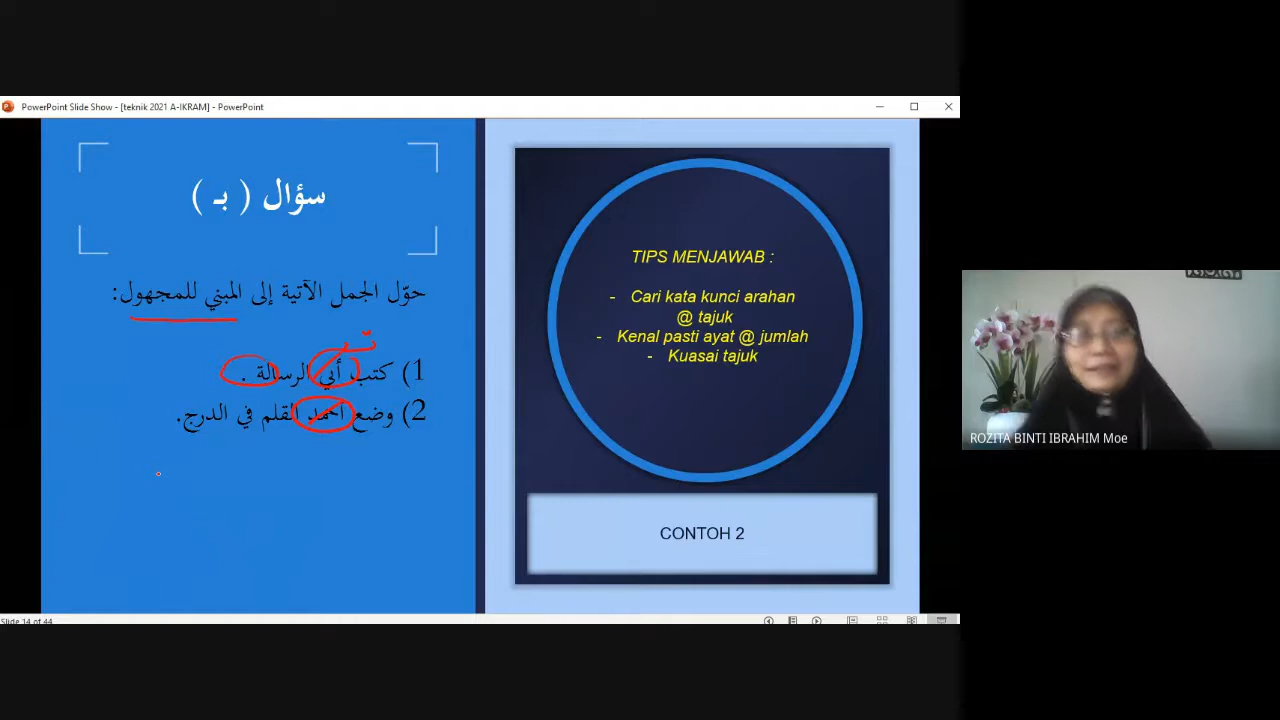 PowerPoint Slide Show - [teknik 2021 A-IKRAM] - PowerPoint
سؤال ( بـ )
حوّل الجمل الآتية إلى المبني للمجهول:
1) كتب أبي الرسالة .
2) وضع أحمد القلم في الدرج.
TIPS MENJAWAB :
- Cari kata kunci arahan
@ tajuk
- Kenal pasti ayat @ jumlah
- Kuasai tajuk
CONTOH 2
Slide 14 of 44
ROZITA BINTI IBRAHIM Moe